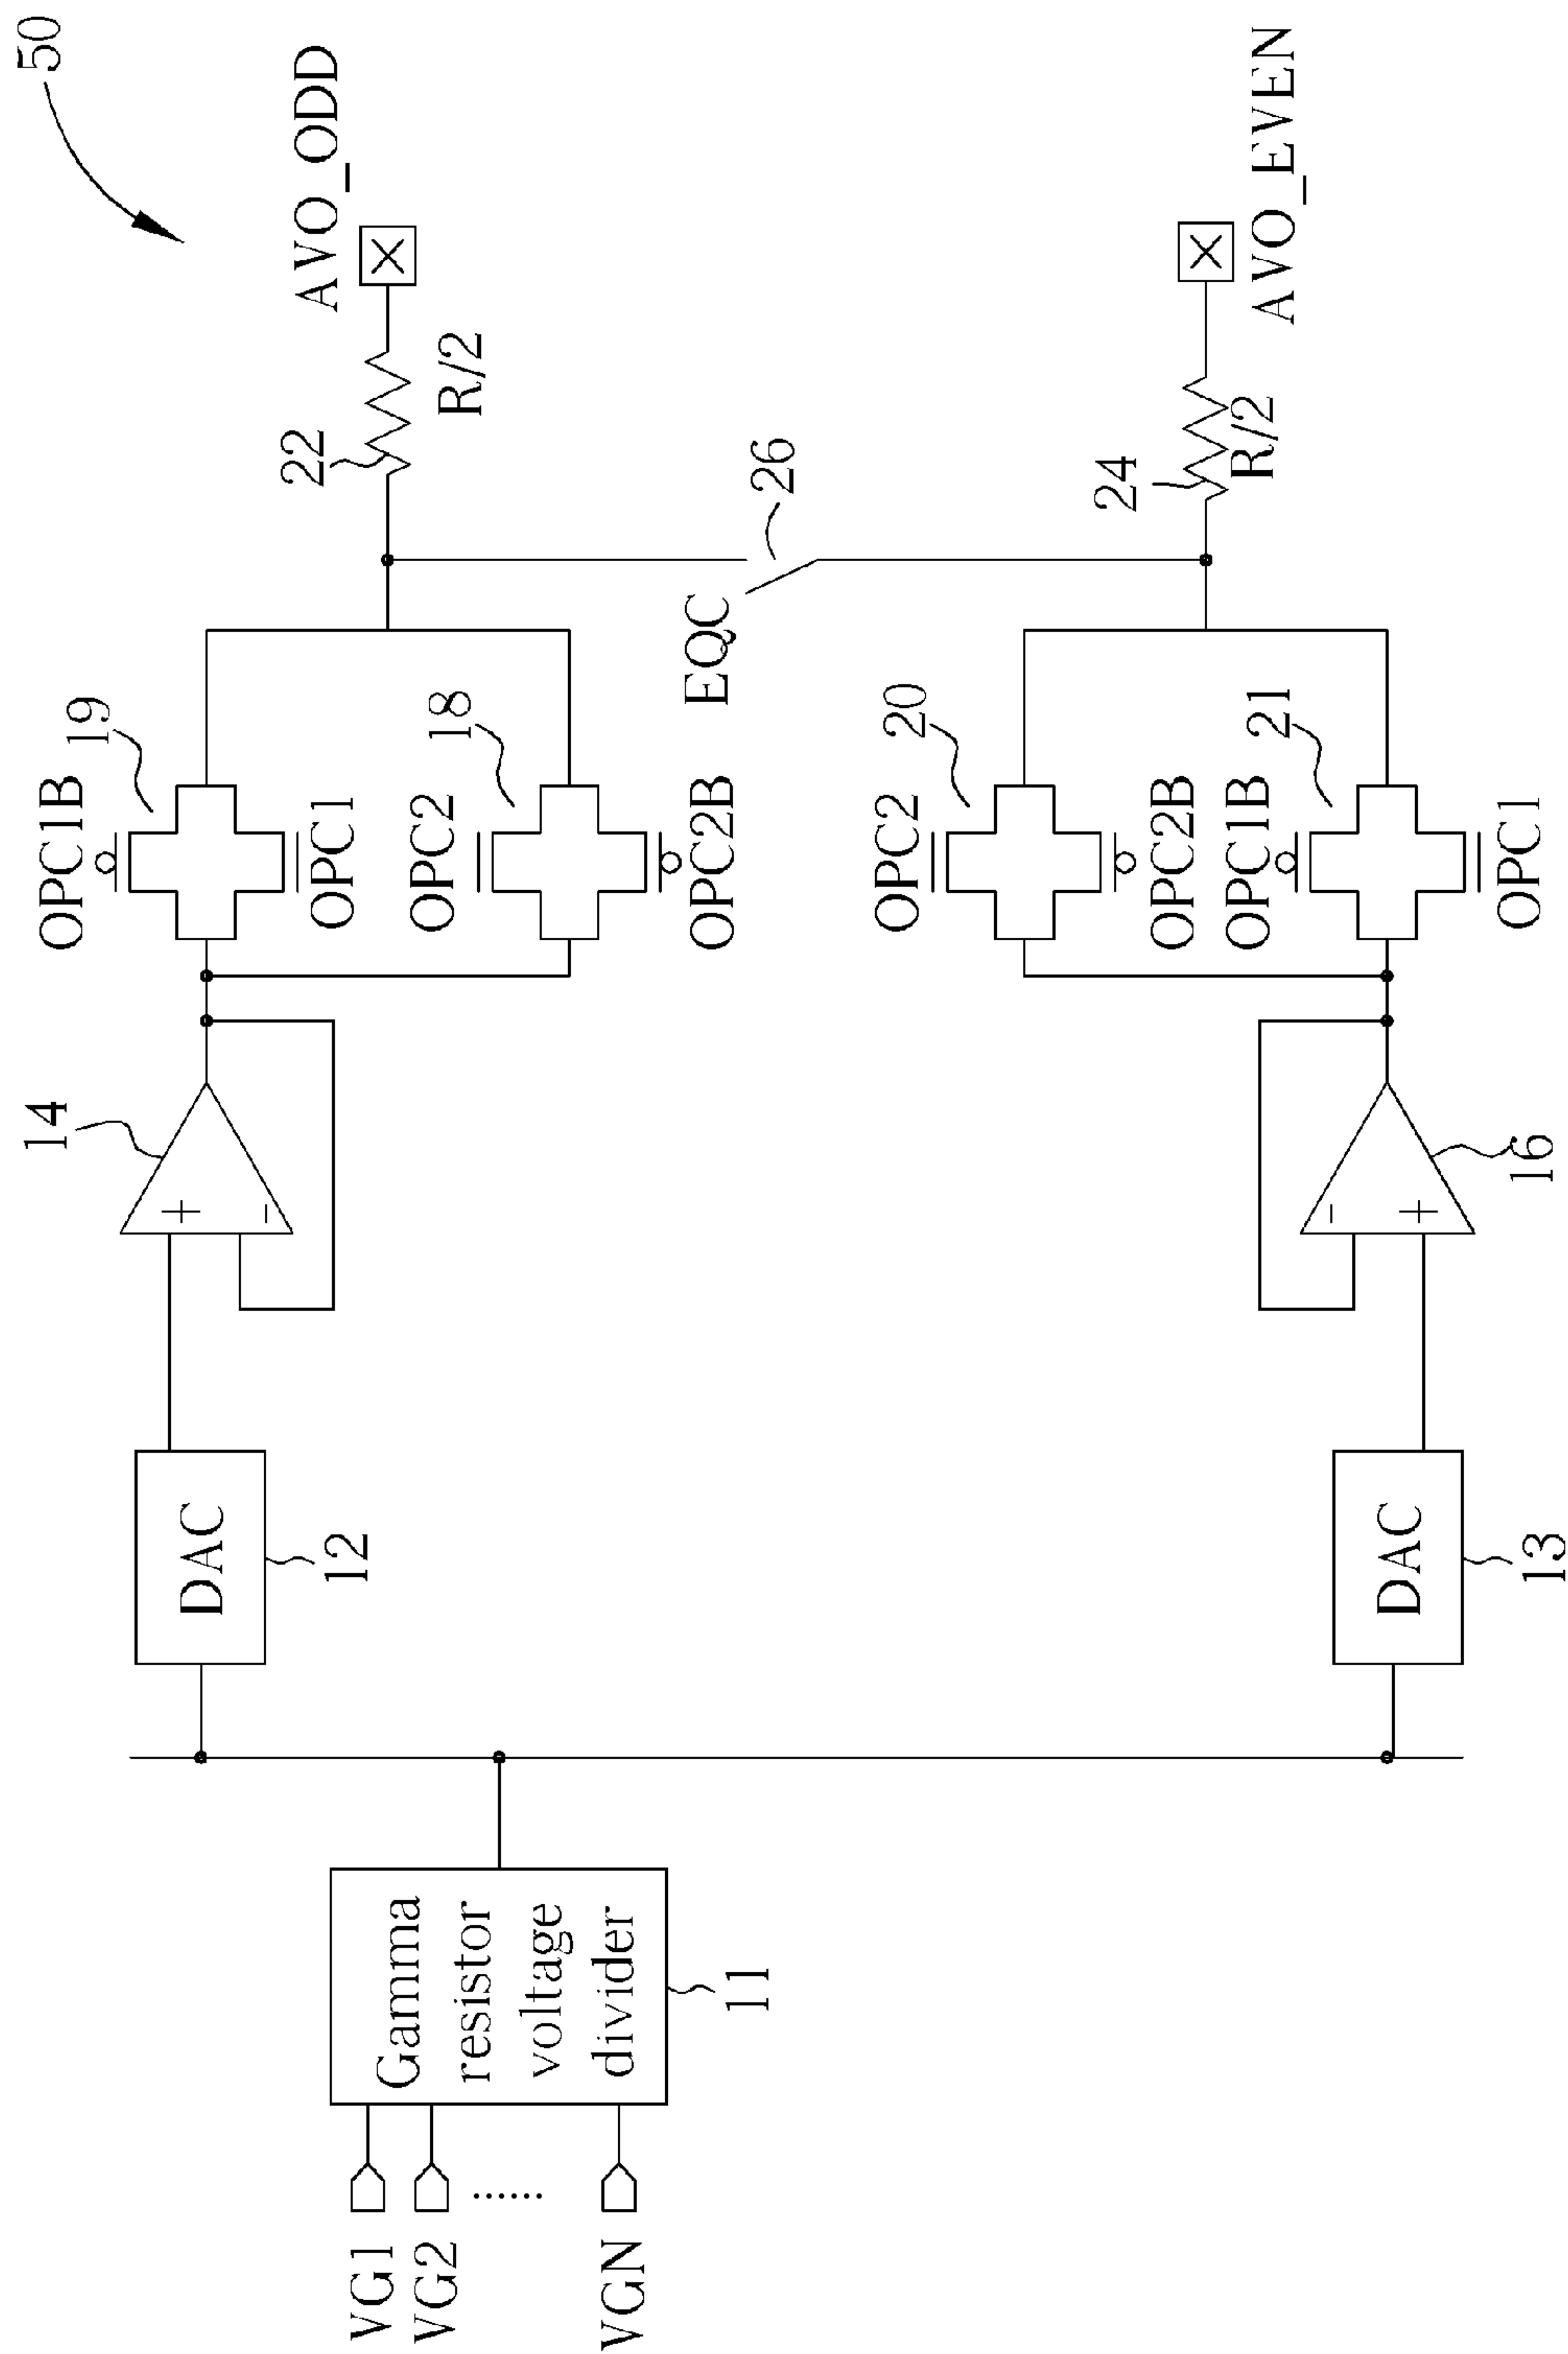 50
AVO_ODD
22
R/2
OPC1B
19
OPC1
OPC2
18
OPC2B
14
+
-
DAC
12
EQC
26
Gamma
resistor
voltage
divider
11
VG1
VG2
......
VGN
OPC2
20
OPC2B
OPC1B
21
OPC1
24
R/2
AVO_EVEN
-
+
16
DAC
13